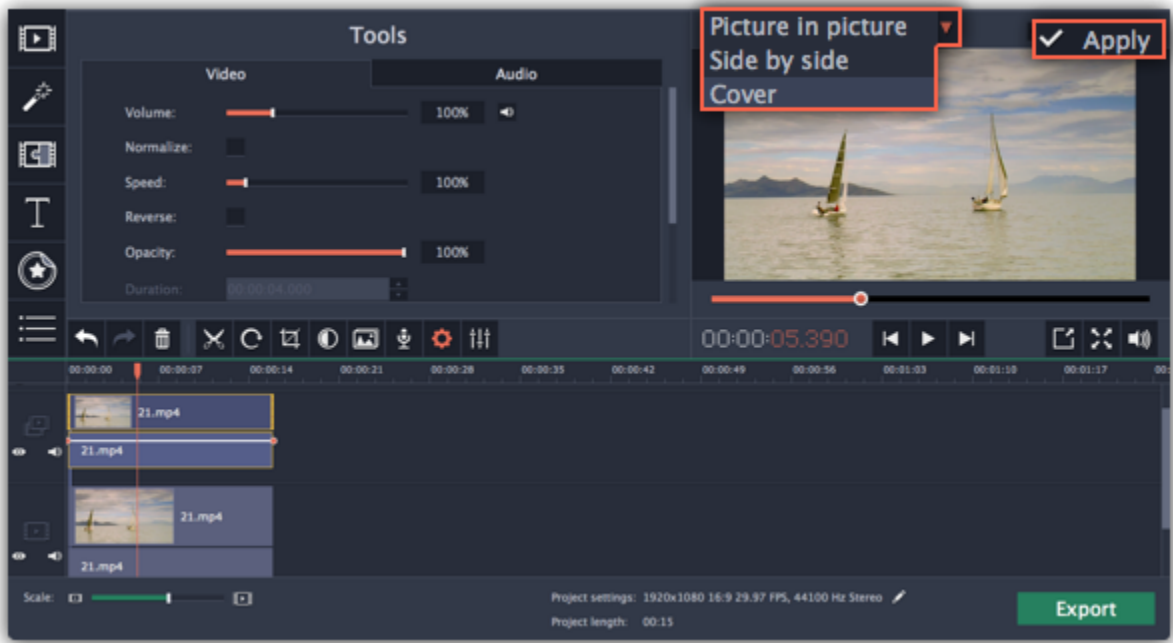 Tools
Video Audio
Volume: 100%
Normalize:
Speed: 100%
Reverse:
Opacity: 100%
Duration: 00:00:04.000
Picture in picture
Side by side
Cover
Apply
T
00:00:05.390
00:00:00 00:00:07 00:00:14 00:00:21 00:00:28 00:00:35 00:00:42 00:00:49 00:00:56 00:01:03 00:01:10 00:01:17 00:
21.mp4
21.mp4
21.mp4
21.mp4
Scale:
Project settings: 1920x1080 16:9 29.97 FPS, 44100 Hz Stereo
Project length: 00:15
Export